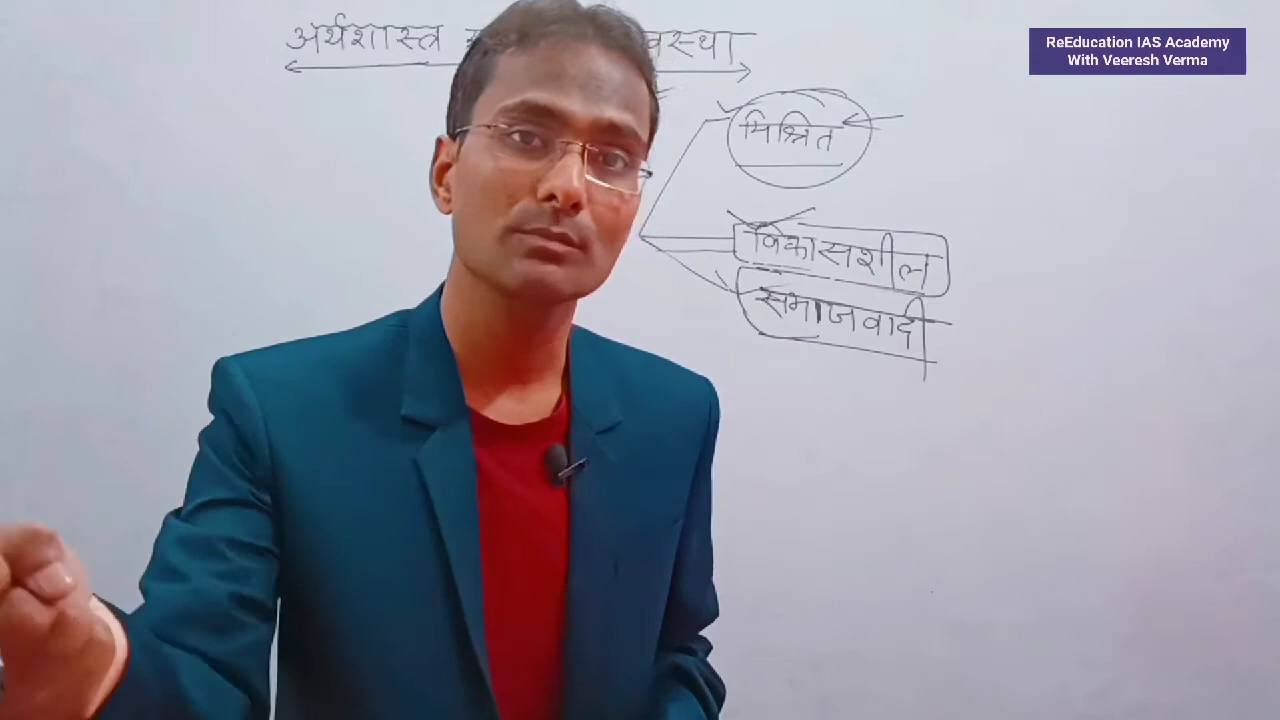 ReEducation IAS Academy
With Veeresh Verma
अर्थशास्त्र
मिश्रित
विकासशील
समाजवादी